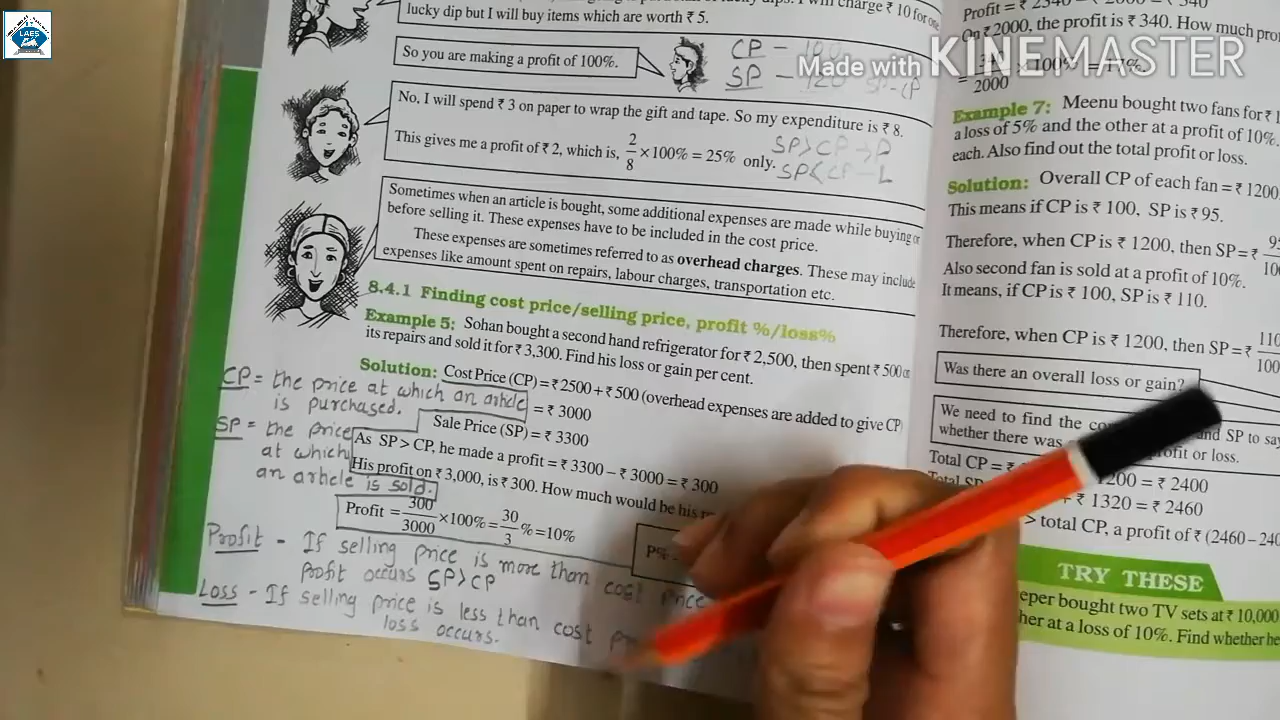 LAES
Made with KINEMASTER
charge ₹ 10 for
lucky dip but I will buy items which are worth ₹ 5.
So you are making a profit of 100%.
CP -
SP - 120 SP-CP
No, I will spend ₹ 3 on paper to wrap the gift and tape. So my expenditure is ₹ 8.
This gives me a profit of ₹ 2, which is, 2/8 ×100% = 25% only.
SP>CP→P
SP<CP-L
Sometimes when an article is bought, some additional expenses are made while buying or
before selling it. These expenses have to be included in the cost price.
These expenses are sometimes referred to as overhead charges. These may include
expenses like amount spent on repairs, labour charges, transportation etc.
8.4.1 Finding cost price/selling price, profit %/loss%
Example 5: Sohan bought a second hand refrigerator for ₹ 2,500, then spent ₹ 500 on
its repairs and sold it for ₹ 3,300. Find his loss or gain per cent.
Solution: Cost Price (CP) = ₹ 2500 + ₹ 500 (overhead expenses are added to give CP)
= ₹ 3000
Sale Price (SP) = ₹ 3300
As SP > CP, he made a profit = ₹ 3300 – ₹ 3000 = ₹ 300
His profit on ₹ 3,000, is ₹ 300. How much would be his
Profit = 300/3000 ×100% = 30/3 % = 10%
P%
CP = the price at which an article
is purchased.
SP = the price
at which
an article is sold.
Profit - If selling price is more than cost price
profit occurs SP>CP
Loss - If selling price is less than cost
loss occurs.
On ₹ 2000, the profit is ₹ 340. How much
2000 ×100% = 17%.
Example 7: Meenu bought two fans for ₹
a loss of 5% and the other at a profit of 10%.
each. Also find out the total profit or loss.
Solution: Overall CP of each fan = ₹ 1200
This means if CP is ₹ 100, SP is ₹ 95.
Therefore, when CP is ₹ 1200, then SP = ₹
Also second fan is sold at a profit of 10%.
It means, if CP is ₹ 100, SP is ₹ 110.
Therefore, when CP is ₹ 1200, then SP = ₹ 110
Was there an overall loss or gain?
We need to find the and SP to say
whether there was profit or loss.
Total CP = ₹ = ₹ 2400
Total + ₹ 1320 = ₹ 2460
> total CP, a profit of ₹
TRY THESE
bought two TV sets at ₹ 10,000
at a loss of 10%. Find whether